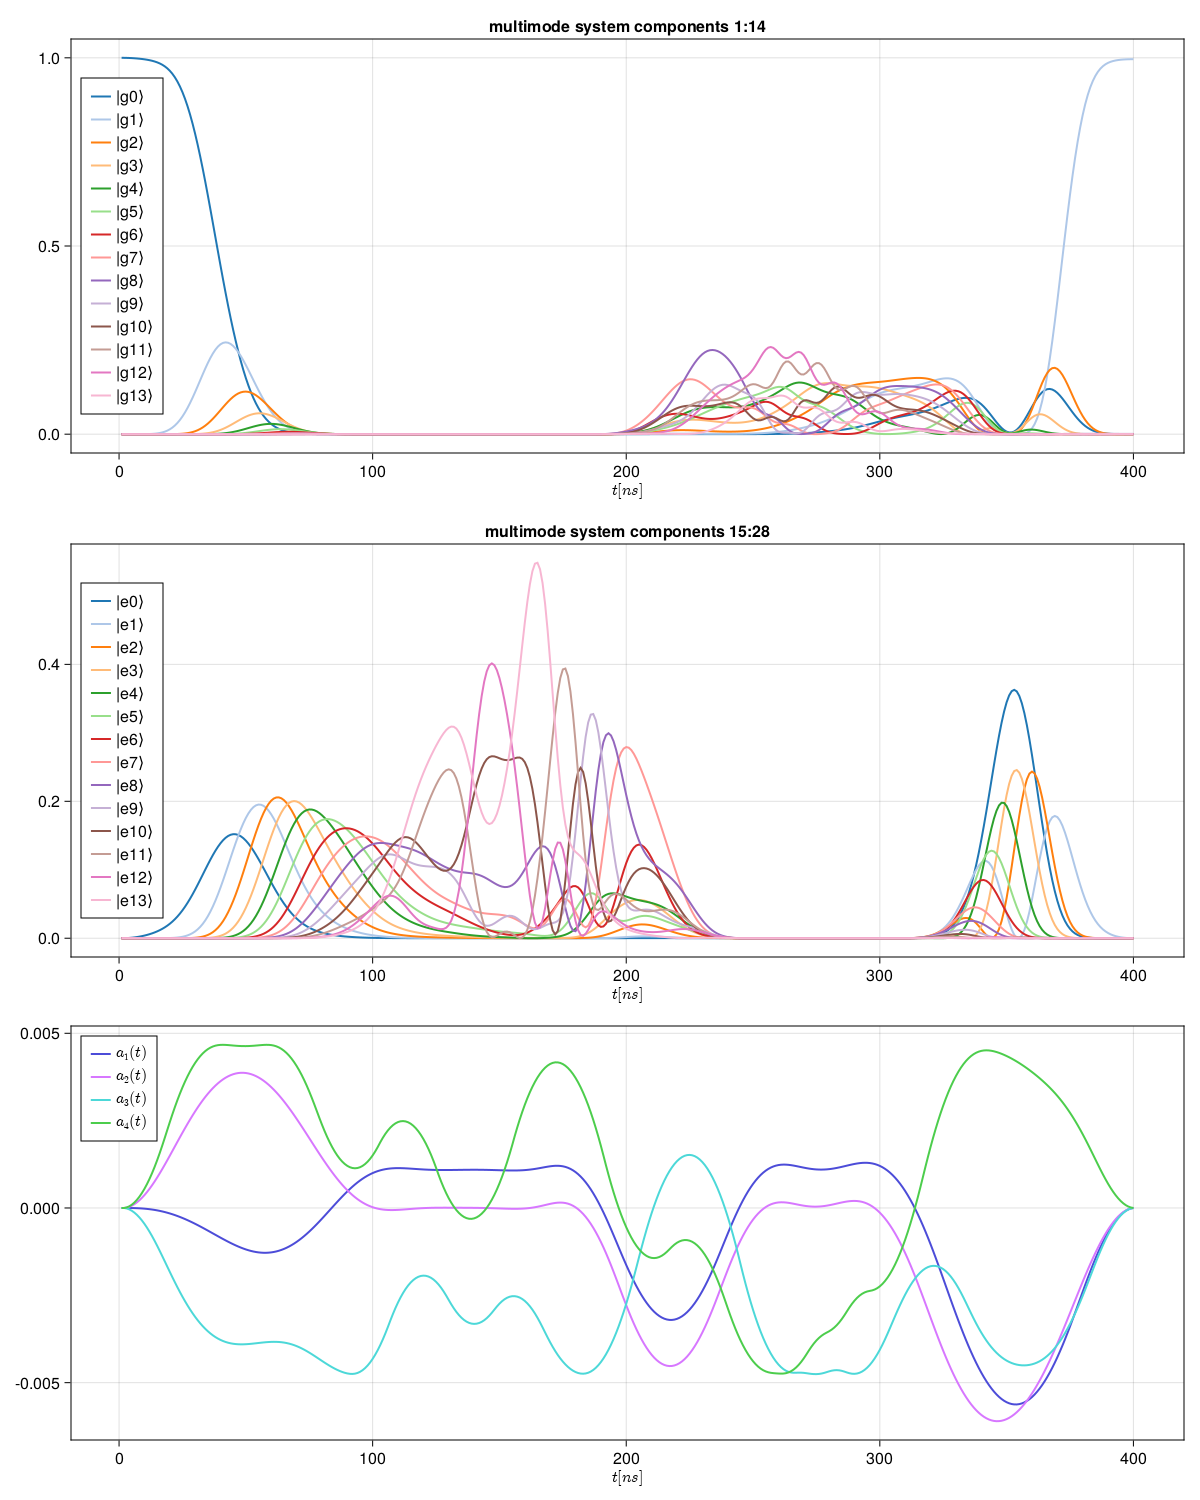 multimode system components 1:14
1.0
0.5
0.0
|g0⟩
|g1⟩
|g2⟩
|g3⟩
|g4⟩
|g5⟩
|g6⟩
|g7⟩
|g8⟩
|g9⟩
|g10⟩
|g11⟩
|g12⟩
|g13⟩
0 100 200 300 400
t[ns]
multimode system components 15:28
0.4
0.2
0.0
|e0⟩
|e1⟩
|e2⟩
|e3⟩
|e4⟩
|e5⟩
|e6⟩
|e7⟩
|e8⟩
|e9⟩
|e10⟩
|e11⟩
|e12⟩
|e13⟩
0 100 200 300 400
t[ns]
0.005
0.000
-0.005
a₁(t)
a₂(t)
a₃(t)
a₄(t)
0 100 200 300 400
t[ns]